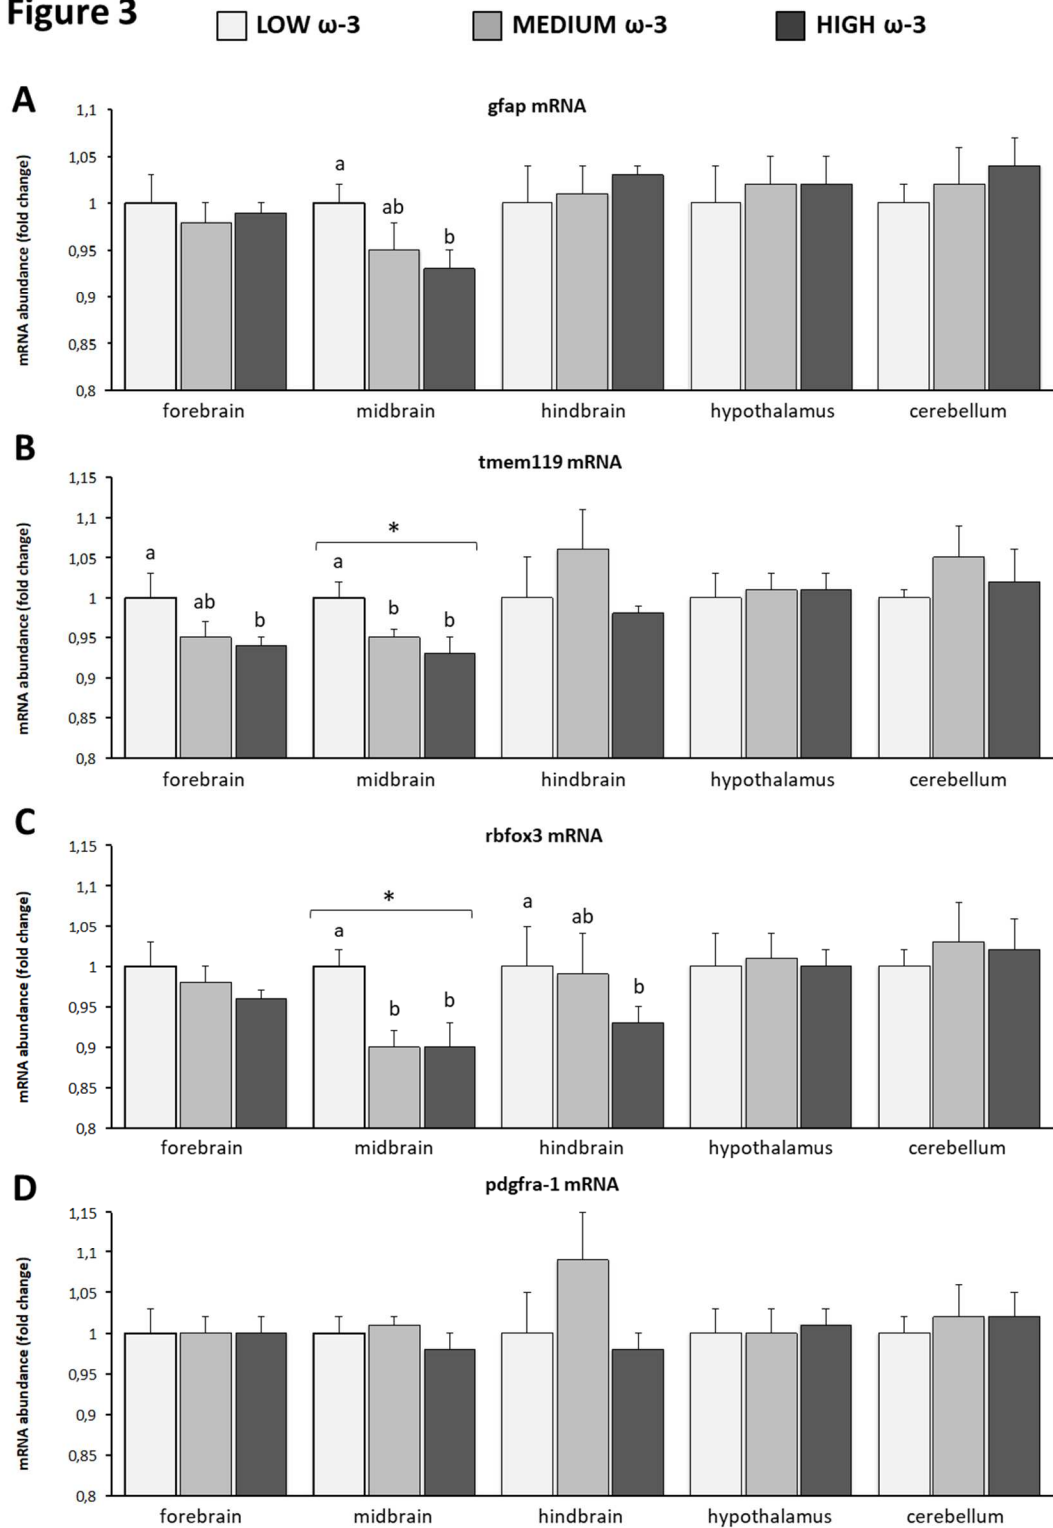 Figure 3
LOW ω-3 MEDIUM ω-3 HIGH ω-3
A
gfap mRNA
mRNA abundance (fold change)
1,1
1,05
1
0,95
0,9
0,85
0,8
a
ab
b
forebrain midbrain hindbrain hypothalamus cerebellum
B
tmem119 mRNA
mRNA abundance (fold change)
1,15
1,1
1,05
1
0,95
0,9
0,85
0,8
a
ab
b
*
a
b
b
forebrain midbrain hindbrain hypothalamus cerebellum
C
rbfox3 mRNA
mRNA abundance (fold change)
1,15
1,1
1,05
1
0,95
0,9
0,85
0,8
*
a
b
b
a
ab
b
forebrain midbrain hindbrain hypothalamus cerebellum
D
pdgfra-1 mRNA
mRNA abundance (fold change)
1,15
1,1
1,05
1
0,95
0,9
0,85
0,8
forebrain midbrain hindbrain hypothalamus cerebellum